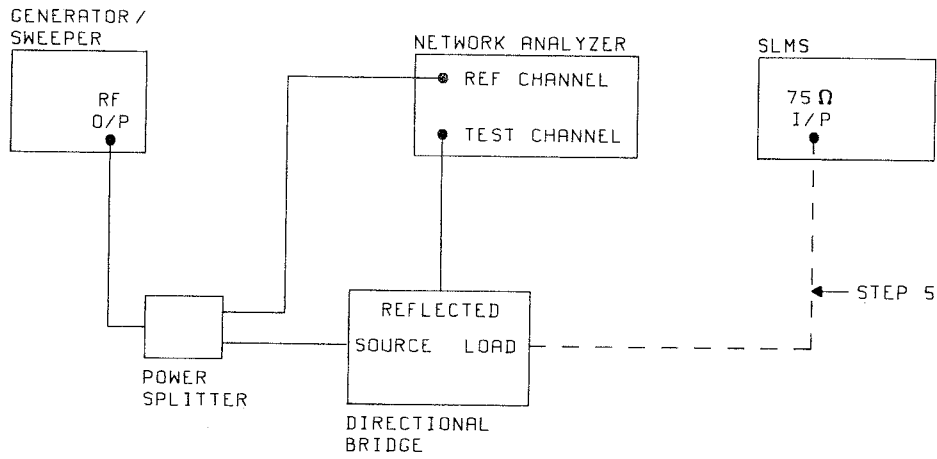 GENERATOR/
SWEEPER
RF
O/P
NETWORK ANALYZER
REF CHANNEL
TEST CHANNEL
SLMS
75 Ω
I/P
STEP 5
REFLECTED
SOURCE LOAD
POWER
SPLITTER
DIRECTIONAL
BRIDGE